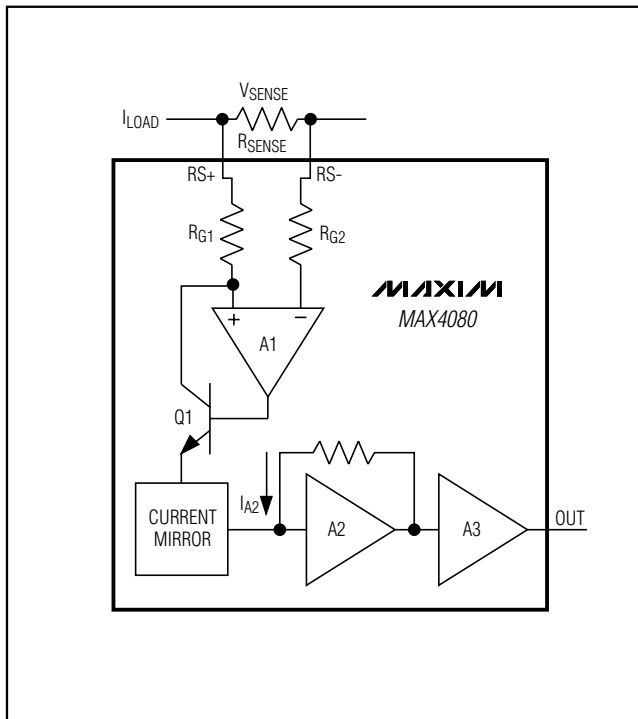 VSENSE
ILOAD
RSENSE
RS+
RS-
RG1
RG2
MAXIM
MAX4080
+
−
A1
Q1
IA2
CURRENT
MIRROR
A2
A3
OUT